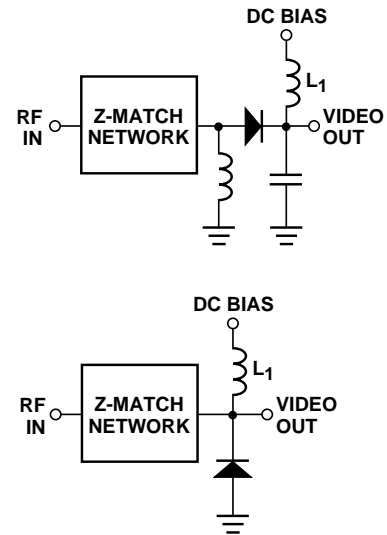 DC BIAS
L1
RF
IN
Z-MATCH
NETWORK
VIDEO
OUT
DC BIAS
L1
RF
IN
Z-MATCH
NETWORK
VIDEO
OUT